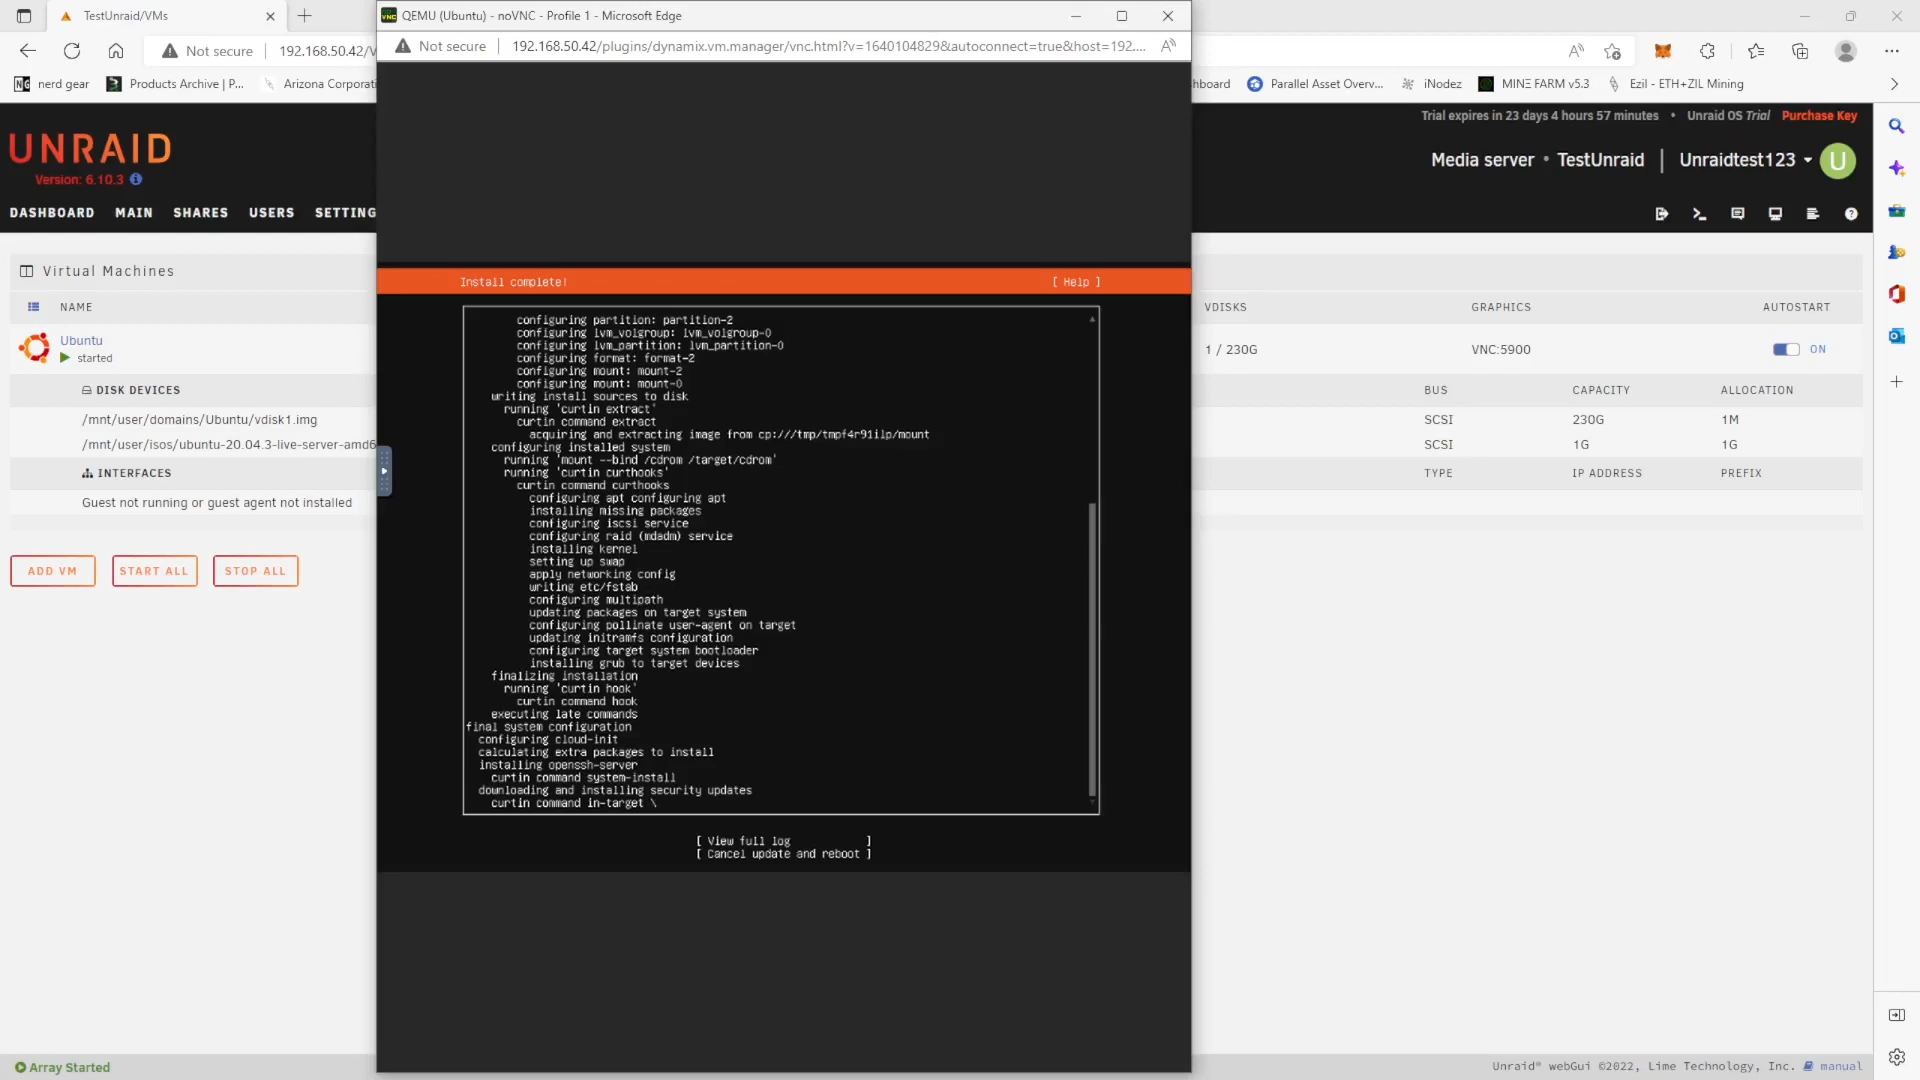 TestUnraid/VMs
QEMU (Ubuntu) - noVNC - Profile 1 - Microsoft Edge
Not secure
192.168.50.42/V
Not secure
192.168.50.42/plugins/dynamix.vm.manager/vnc.html?v=1640104829&autoconnect=true&host=192....
nerd gear
Products Archive | P...
Arizona Corporati
hboard
Parallel Asset Overv...
iNodez
MINE FARM v5.3
Ezil - ETH+ZIL Mining
UNRAID
Version: 6.10.3
Trial expires in 23 days 4 hours 57 minutes • Unraid OS Trial Purchase Key
Media server • TestUnraid | Unraidtest123
U
DASHBOARD MAIN SHARES USERS SETTING
Virtual Machines
NAME
VDISKS
GRAPHICS
AUTOSTART
Ubuntu
started
1 / 230G
VNC:5900
ON
DISK DEVICES
BUS
CAPACITY
ALLOCATION
/mnt/user/domains/Ubuntu/vdisk1.img
SCSI
230G
1M
/mnt/user/isos/ubuntu-20.04.3-live-server-amd6
SCSI
1G
1G
INTERFACES
TYPE
IP ADDRESS
PREFIX
Guest not running or guest agent not installed
ADD VM
START ALL
STOP ALL
Install complete!
[ Help ]
configuring partition: partition-2
configuring lvm_volgroup: lvm_volgroup-0
configuring lvm_partition: lvm_partition-0
configuring format: format-2
configuring mount: mount-2
configuring mount: mount-0
writing install sources to disk
running 'curtin extract'
curtin command extract
acquiring and extracting image from cp:///tmp/tmpf4r91ilp/mount
configuring installed system
running 'mount --bind /cdrom /target/cdrom'
running 'curtin curthooks'
curtin command curthooks
configuring apt configuring apt
installing missing packages
configuring iscsi service
configuring raid (mdadm) service
installing kernel
setting up swap
apply networking config
writing etc/fstab
configuring multipath
updating packages on target system
configuring pollinate user-agent on target
updating initramfs configuration
configuring target system bootloader
installing grub to target devices
finalizing installation
running 'curtin hook'
curtin command hook
executing late commands
final system configuration
configuring cloud-init
calculating extra packages to install
installing openssh-server
curtin command system-install
downloading and installing security updates
curtin command in-target \
[ View full log ]
[ Cancel update and reboot ]
Array Started
Unraid® webGui ©2022, Lime Technology, Inc. manual